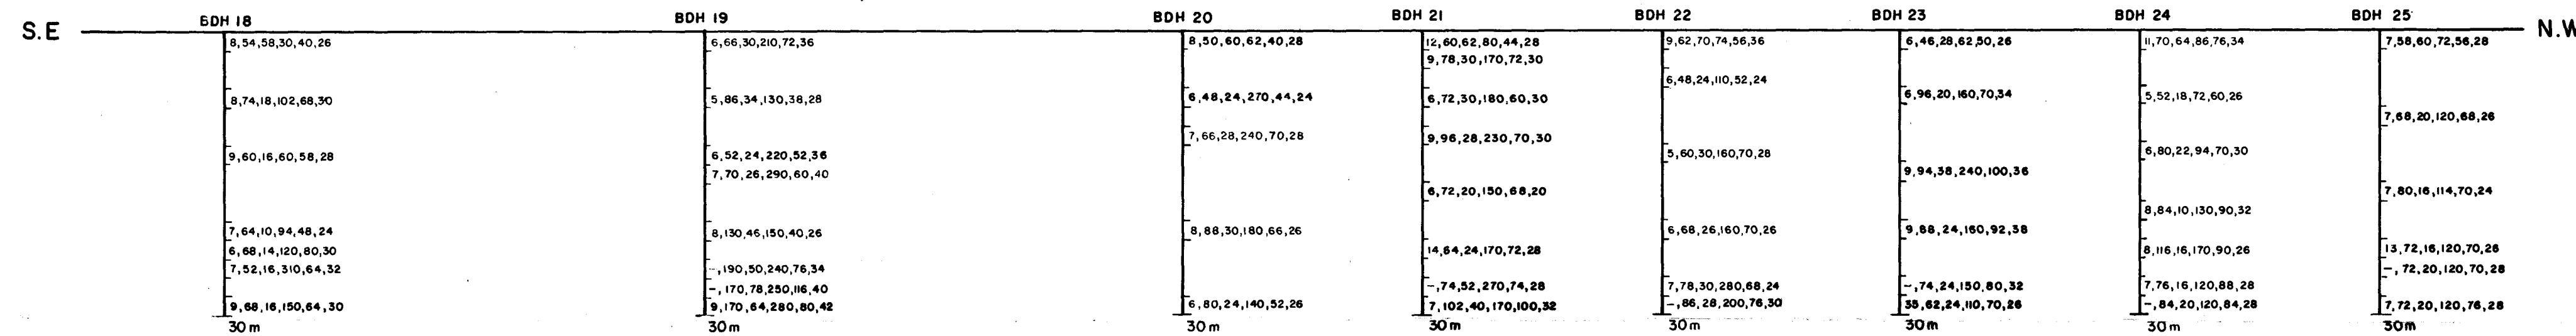 S.E
BDH 18
BDH 19
BDH 20
BDH 21
BDH 22
BDH 23
BDH 24
BDH 25
N.W
8,54,58,30,40,26
8,74,18,102,68,30
9,60,16,60,58,28
7,64,10,94,48,24
6,68,14,120,80,30
7,52,16,310,64,32
9,68,16,150,64,30
30m
6,66,30,210,72,36
5,86,34,130,38,28
6,52,24,220,52,36
7,70,26,290,60,40
8,130,46,150,40,26
-,190,50,240,76,34
-,170,78,250,116,40
9,170,64,280,80,42
30m
8,50,60,62,40,28
6,48,24,270,44,24
7,66,28,240,70,28
8,88,30,180,66,26
6,80,24,140,52,26
30m
12,60,62,80,44,28
9,78,30,170,72,30
6,72,30,180,60,30
9,96,28,230,70,30
6,72,20,150,68,20
14,64,24,170,72,28
-,74,52,270,74,28
7,102,40,170,100,32
30m
9,62,70,74,56,36
6,48,24,110,52,24
5,60,30,160,70,28
6,68,26,160,70,26
7,78,30,280,68,24
-,86,28,200,76,30
30m
6,46,28,62,50,26
6,96,20,160,70,34
9,94,38,240,100,36
9,88,24,160,92,38
-,74,24,150,80,32
35,62,24,110,70,26
30m
11,70,64,86,76,34
5,52,18,72,60,26
6,80,22,94,70,30
8,84,10,130,90,32
8,116,16,170,90,26
7,76,16,120,88,28
-,84,20,120,84,28
30m
7,58,60,72,56,28
7,68,20,120,68,26
7,80,16,114,70,24
13,72,16,120,70,26
-,72,20,120,70,28
7,72,20,120,76,28
30m